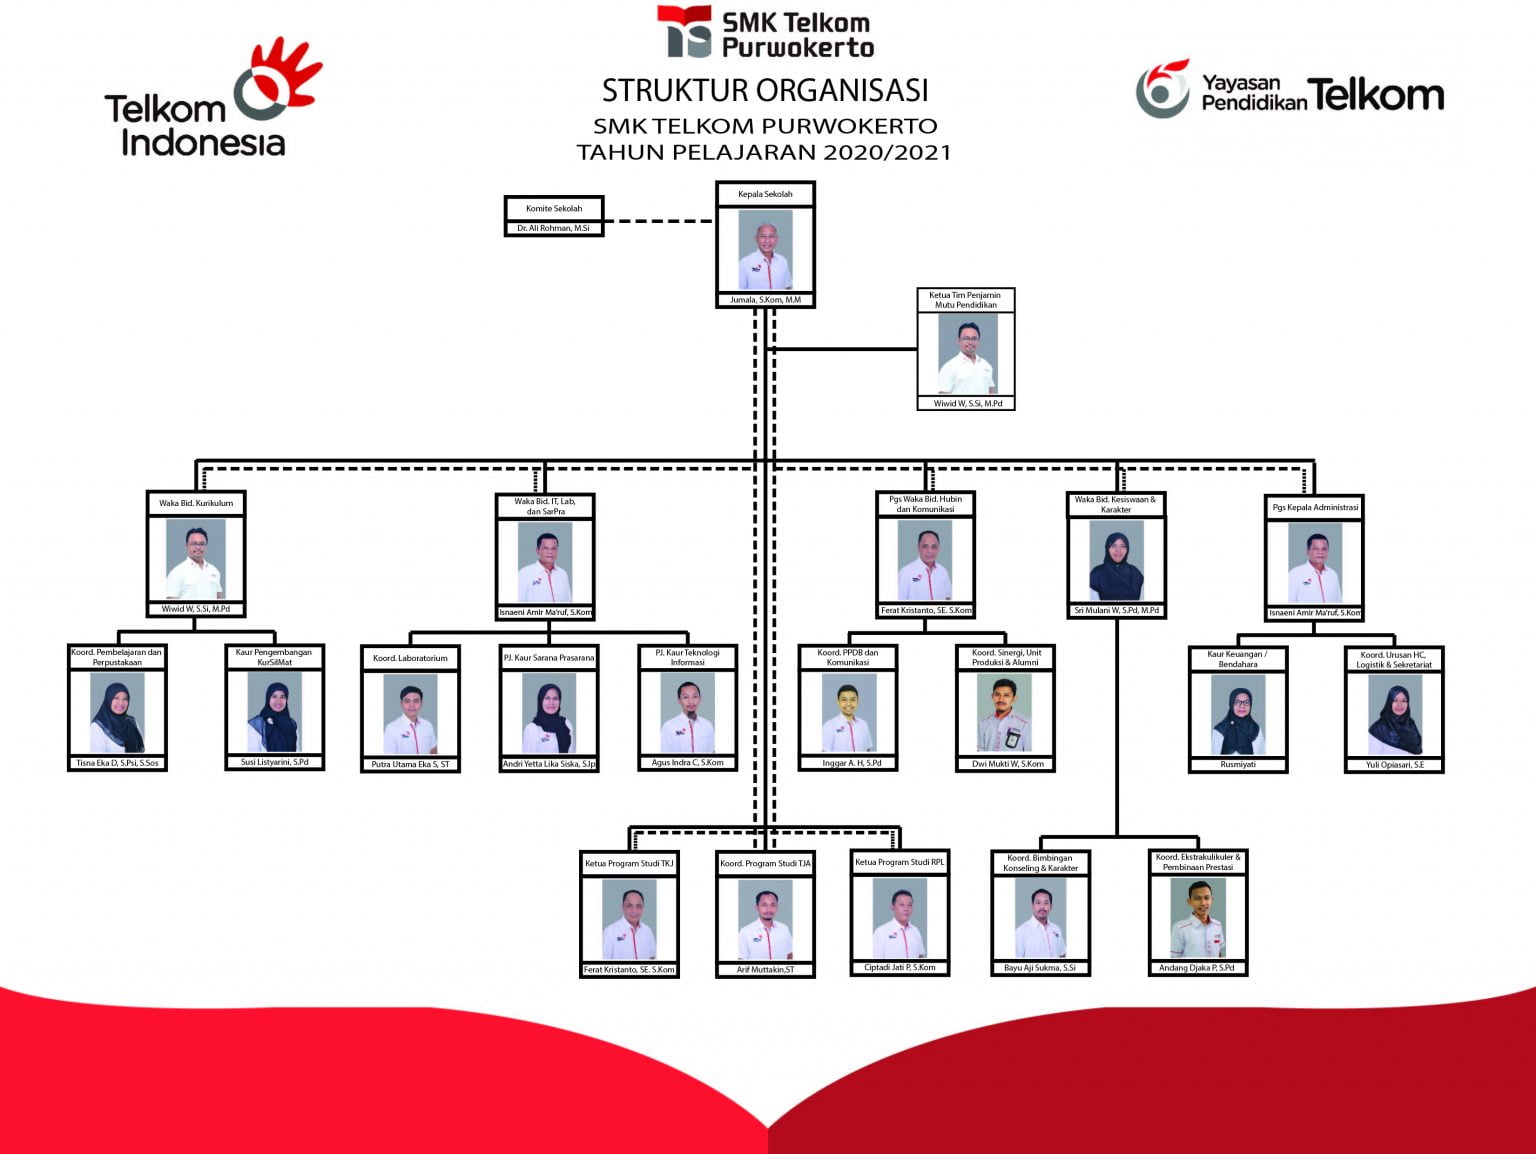 SMK Telkom
Purwokerto
Telkom
Indonesia
Yayasan
Pendidikan Telkom
STRUKTUR ORGANISASI
SMK TELKOM PURWOKERTO
TAHUN PELAJARAN 2020/2021
Kepala Sekolah
Jumala, S.Kom, M.M
Komite Sekolah
Dr. Ali Rohman, M.Si
Ketua Tim Penjamin
Mutu Pendidikan
Wiwid W, S.Si, M.Pd
Waka Bid. Kurikulum
Wiwid W, S.Si, M.Pd
Waka Bid. IT, Lab,
dan SarPra
Isnaeni Amir Ma'ruf, S.Kom
Pgs Waka Bid. Hubin
dan Komunikasi
Ferat Kristanto, SE. S.Kom
Waka Bid. Kesiswaan &
Karakter
Sri Mulani W, S.Pd, M.Pd
Pgs Kepala Administrasi
Isnaeni Amir Ma'ruf, S.Kom
Koord. Pembelajaran dan
Perpustakaan
Tisna Eka D, S.Psi, S.Sos
Kaur Pengembangan
KurSilMat
Susi Listyarini, S.Pd
Koord. Laboratorium
Putra Utama Eka S, ST
P.J. Kaur Sarana Prasarana
Andri Yetta Lika Siska, S.Ip
P.J. Kaur Teknologi
Informasi
Agus Indra C, S.Kom
Koord. PPDB dan
Komunikasi
Inggar A. H, S.Pd
Koord. Sinergi, Unit
Produksi & Alumni
Dwi Mukti W, S.Kom
Kaur Keuangan /
Bendahara
Rusmiyati
Koord. Urusan HC,
Logistik & Sekretariat
Yuli Opiasari, S.E
Ketua Program Studi TKJ
Ferat Kristanto, SE. S.Kom
Koord. Program Studi TJA
Arif Muttakin,ST
Ketua Program Studi RPL
Ciptadi Jati P, S.Kom
Koord. Bimbingan
Konseling & Karakter
Bayu Aji Sukma, S.Si
Koord. Ekstrakulikuler &
Pembinaan Prestasi
Andang Djaka P, S.Pd